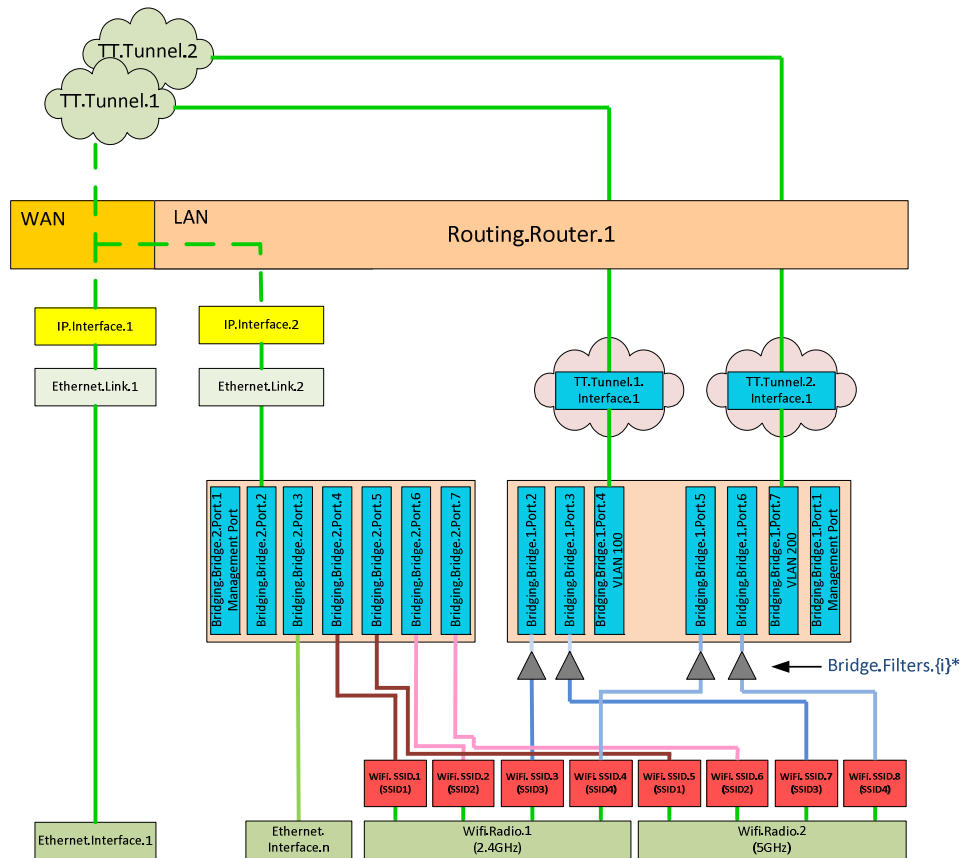 TT.Tunnel.2
TT.Tunnel.1
WAN
LAN
Routing.Router.1
IP.Interface.1
IP.Interface.2
Ethernet.Link.1
Ethernet.Link.2
TT.Tunnel.1.
Interface.1
TT.Tunnel.2.
Interface.1
Bridging.Bridge.2.Port.1
Management Port
Bridging.Bridge.2.Port.2
Bridging.Bridge.2.Port.3
Bridging.Bridge.2.Port.4
Bridging.Bridge.2.Port.5
Bridging.Bridge.2.Port.6
Bridging.Bridge.2.Port.7
Bridging.Bridge.1.Port.2
Bridging.Bridge.1.Port.3
Bridging.Bridge.1.Port.4
VLAN 100
Bridging.Bridge.1.Port.5
Bridging.Bridge.1.Port.6
Bridging.Bridge.1.Port.7
VLAN 200
Bridging.Bridge.1.Port.1
Management Port
Bridge.Filters.{i}*
WiFi. SSID.1
(SSID1)
WiFi. SSID.2
(SSID2)
WiFi. SSID.3
(SSID3)
WiFi. SSID.4
(SSID4)
WiFi. SSID.5
(SSID1)
WiFi. SSID.6
(SSID2)
WiFi. SSID.7
(SSID3)
WiFi. SSID.8
(SSID4)
Ethernet.Interface.1
Ethernet.
Interface.n
Wifi.Radio.1
(2.4GHz)
Wifi.Radio.2
(5GHz)